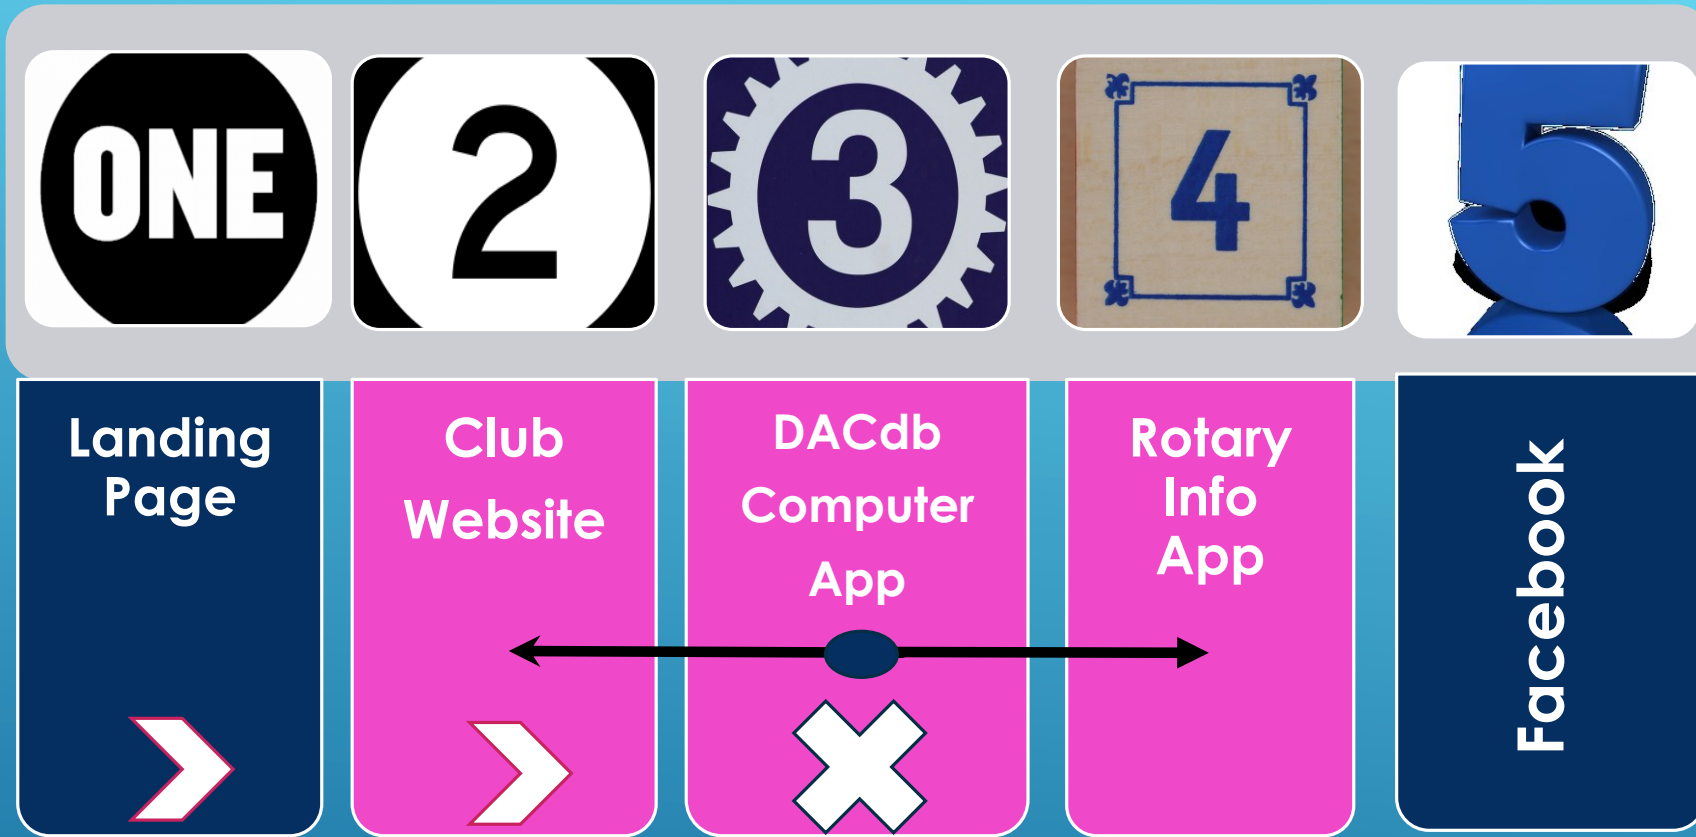 ONE
2
3
4
5
Landing
Page
Club
Website
DACdb
Computer
App
Rotary
Info
App
Facebook